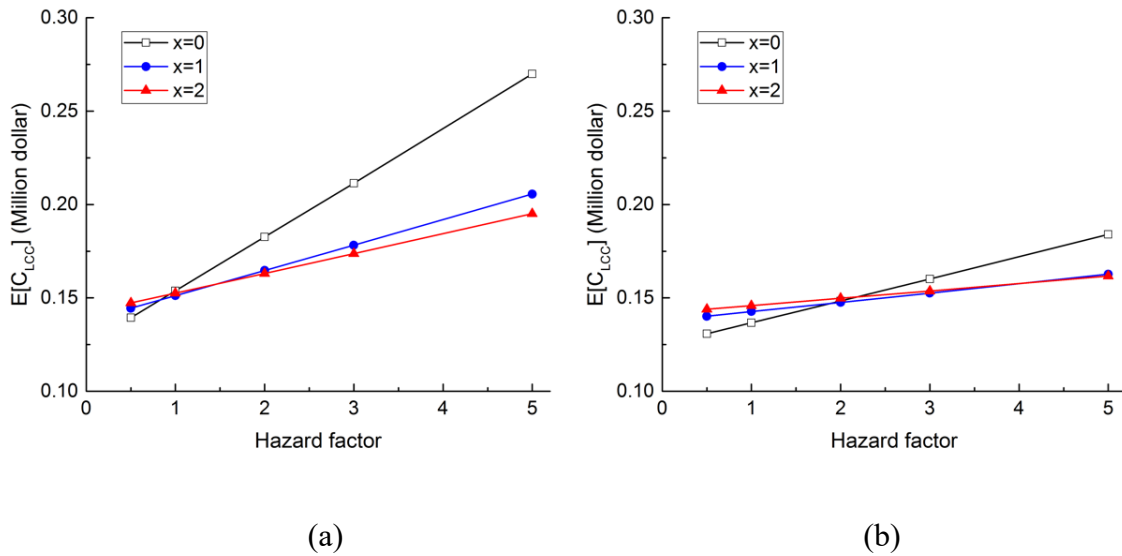 0.30
0.25
0.20
0.15
0.10
E[C_LCC] (Million dollar)
x=0
x=1
x=2
0 1 2 3 4 5
Hazard factor
(a)
0.30
0.25
0.20
0.15
0.10
E[C_LCC] (Million dollar)
x=0
x=1
x=2
0 1 2 3 4 5
Hazard factor
(b)